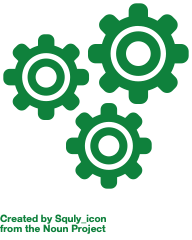 Created by Squly_icon
from the Noun Project